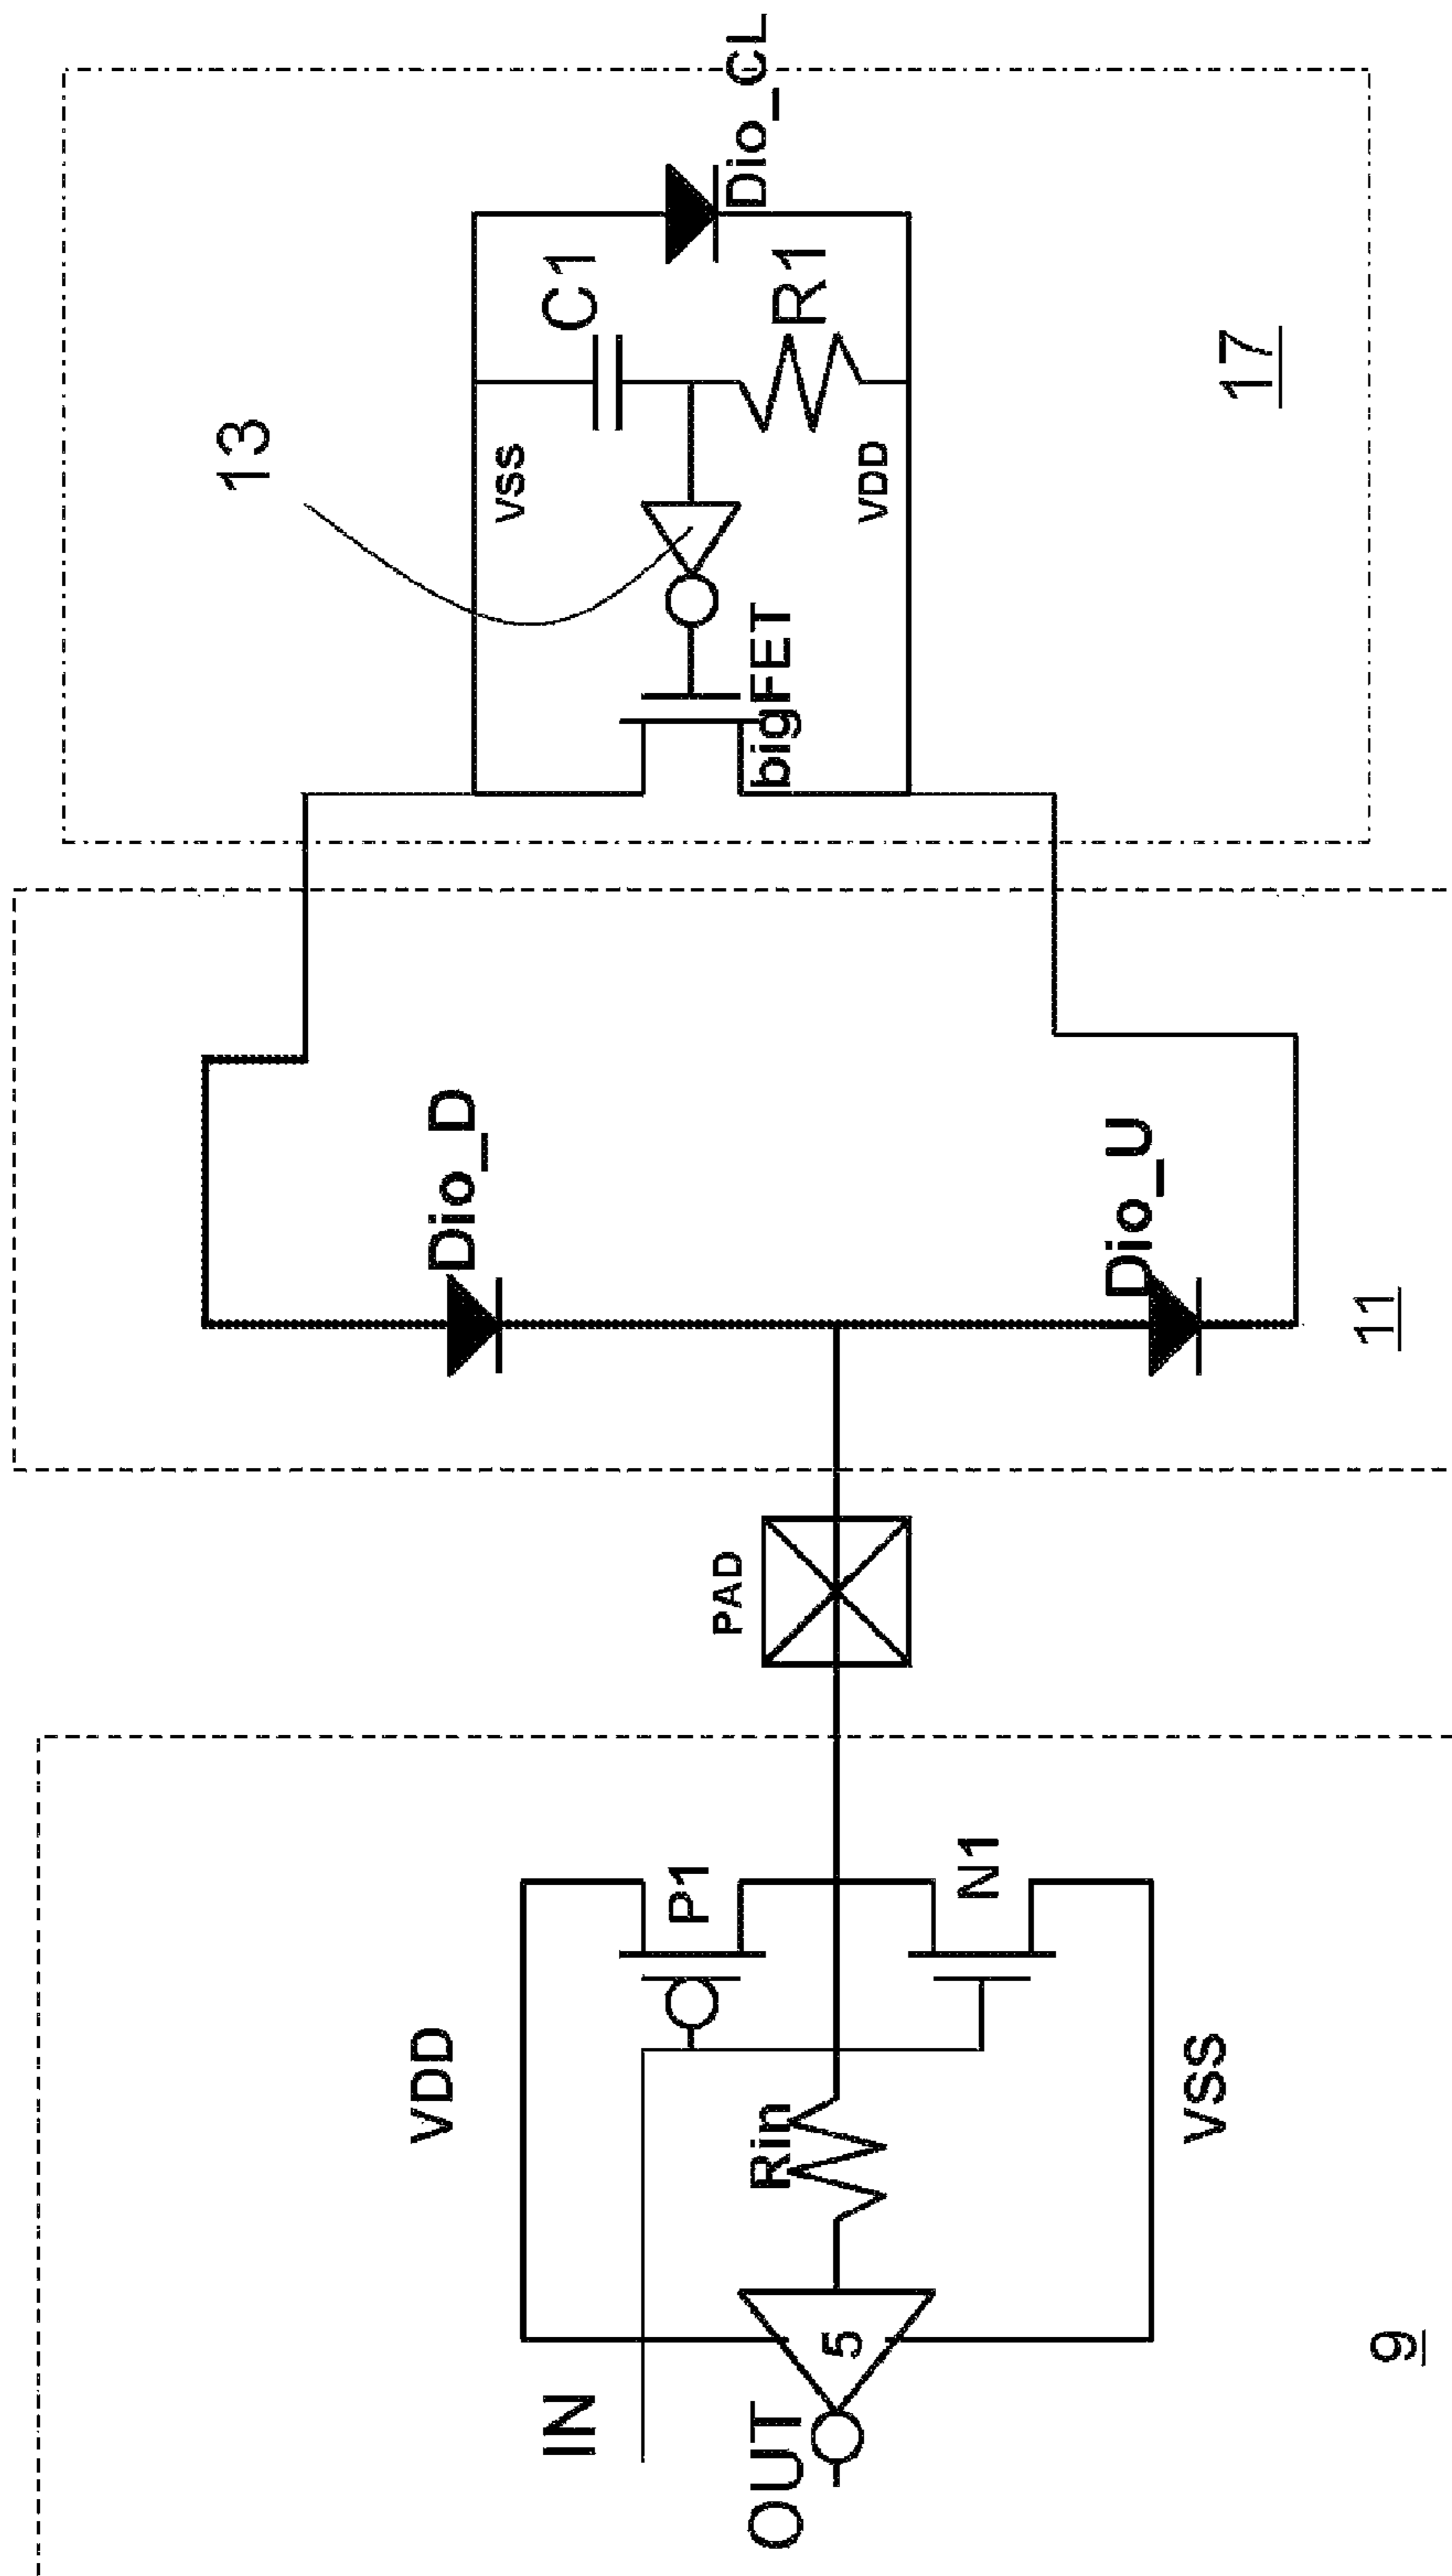 OUT
IN
5
Rin
VDD
VSS
P1
N1
9
PAD
Dio_D
Dio_U
11
bigFET
VSS
VDD
13
C1
R1
Dio_CL
17